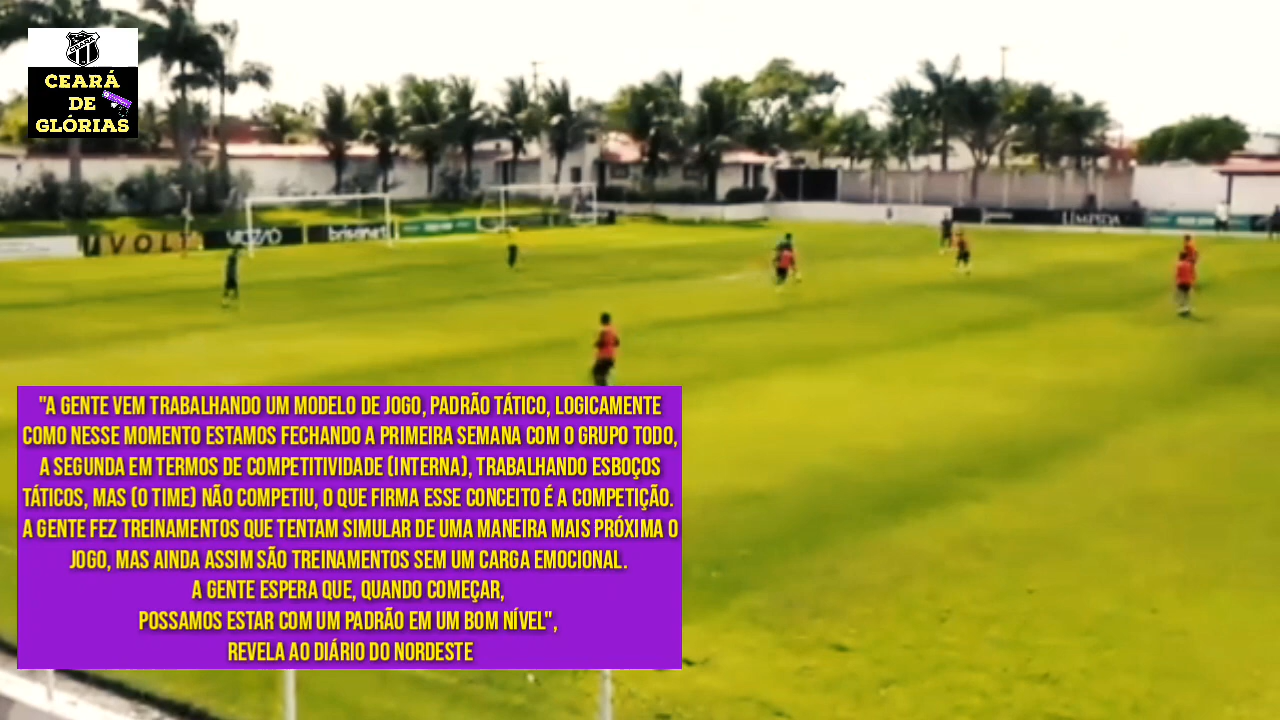 CEARÁ
CEARÁ
DE
GLÓRIAS
VOLT
brisanet
LÍMPIDA
"A GENTE VEM TRABALHANDO UM MODELO DE JOGO, PADRÃO TÁTICO, LOGICAMENTE
COMO NESSE MOMENTO ESTAMOS FECHANDO A PRIMEIRA SEMANA COM O GRUPO TODO,
A SEGUNDA EM TERMOS DE COMPETITIVIDADE (INTERNA), TRABALHANDO ESBOÇOS
TÁTICOS, MAS (O TIME) NÃO COMPETIU, O QUE FIRMA ESSE CONCEITO É A COMPETIÇÃO.
A GENTE FEZ TREINAMENTOS QUE TENTAM SIMULAR DE UMA MANEIRA MAIS PRÓXIMA O
JOGO, MAS AINDA ASSIM SÃO TREINAMENTOS SEM UM CARGA EMOCIONAL.
A GENTE ESPERA QUE, QUANDO COMEÇAR,
POSSAMOS ESTAR COM UM PADRÃO EM UM BOM NÍVEL",
REVELA AO DIÁRIO DO NORDESTE